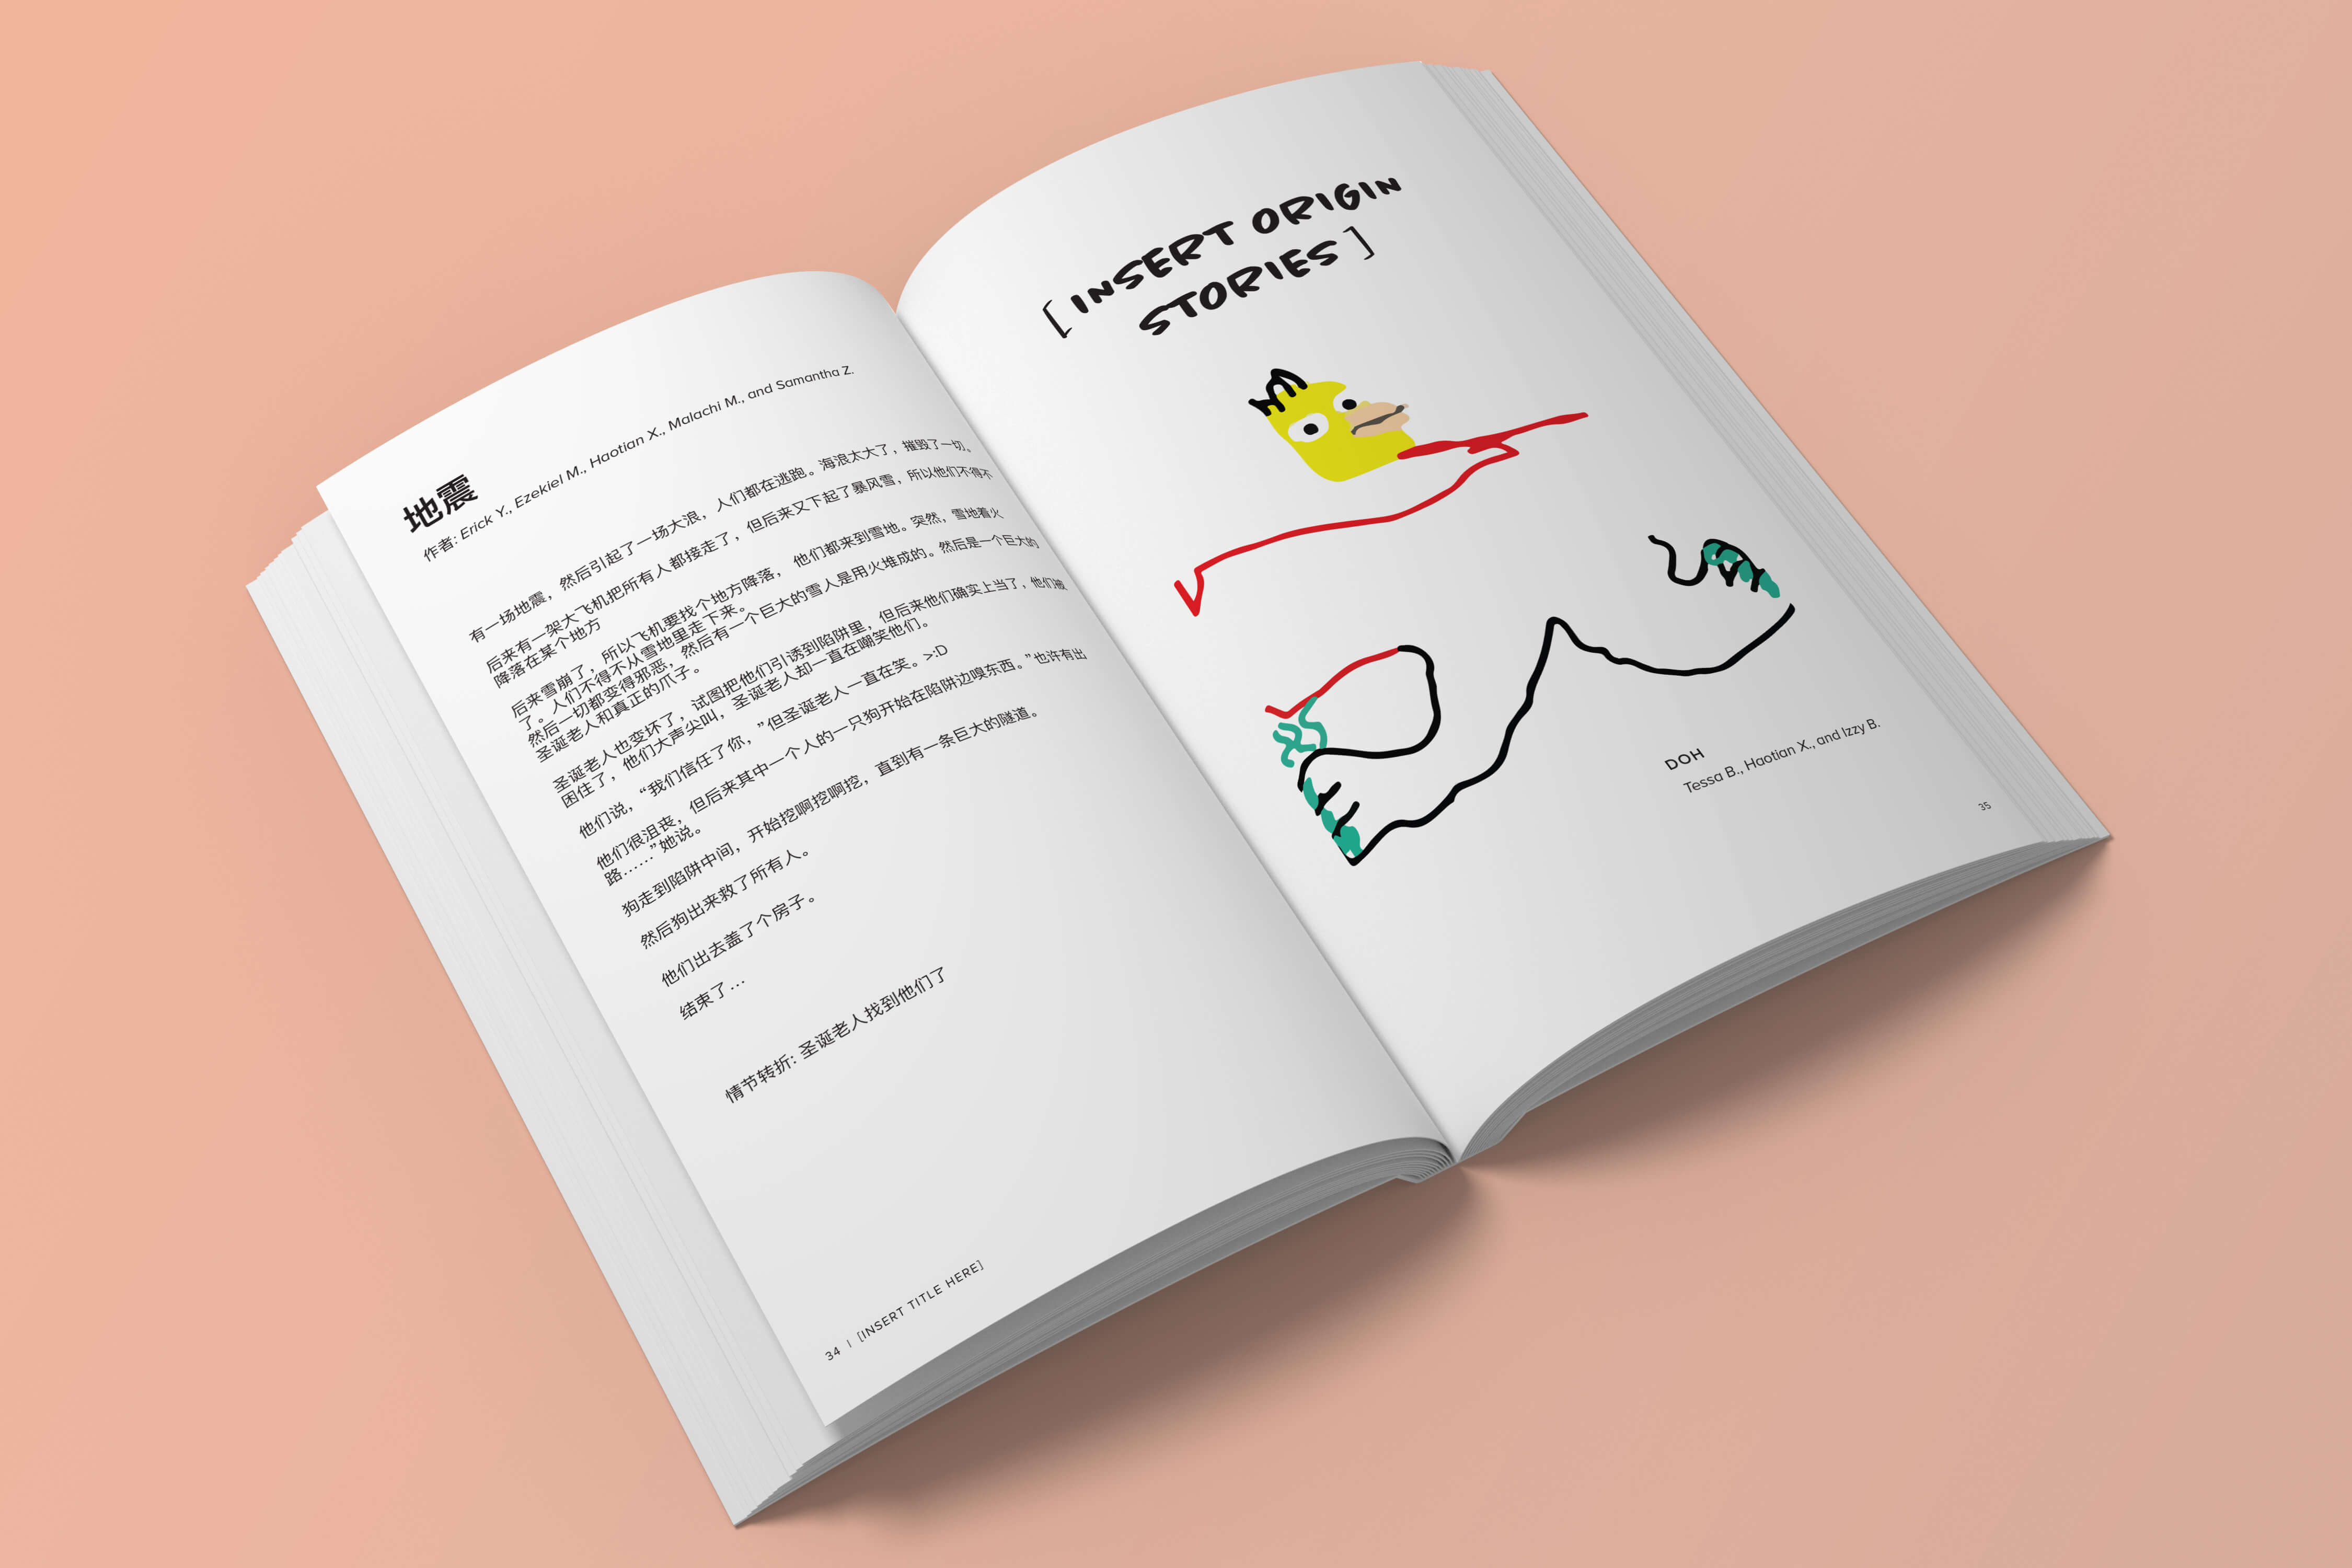 地震
作者: Erick Y., Ezekiel M., Haotian X., Malachi M., and Samantha Z.
有一场地震，然后引起了一场大浪，人们都在逃跑。海浪太大了，摧毁了一切。
后来有一架大飞机把所有人都接走了，但后来又下起了暴风雪，所以他们不得不
降落在某个地方
后来雪崩了，所以飞机要找个地方降落，他们都来到雪地。突然，雪地着火
了。人们不得不从雪地里走下来。
然后一切都变得邪恶，然后有一个巨大的雪人是用火堆成的。然后是一个巨大的
圣诞老人和真正的爪子。
圣诞老人也变坏了，试图把他们引诱到陷阱里，但后来他们确实上当了，他们被
困住了，他们大声尖叫，圣诞老人却一直在嘲笑他们。
他们说，“我们信任了你，”但圣诞老人一直在笑。>:D
他们很沮丧，但后来其中一个人的一只狗开始在陷阱边嗅东西。”也许有出
路……”她说。
狗走到陷阱中间，开始挖啊挖啊挖，直到有一条巨大的隧道。
然后狗出来救了所有人。
他们出去盖了个房子。
结束了…
情节转折: 圣诞老人找到他们了
34 | [INSERT TITLE HERE]
[INSERT ORIGIN
STORIES]
DOH
Tessa B., Haotian X., and Izzy B.
35